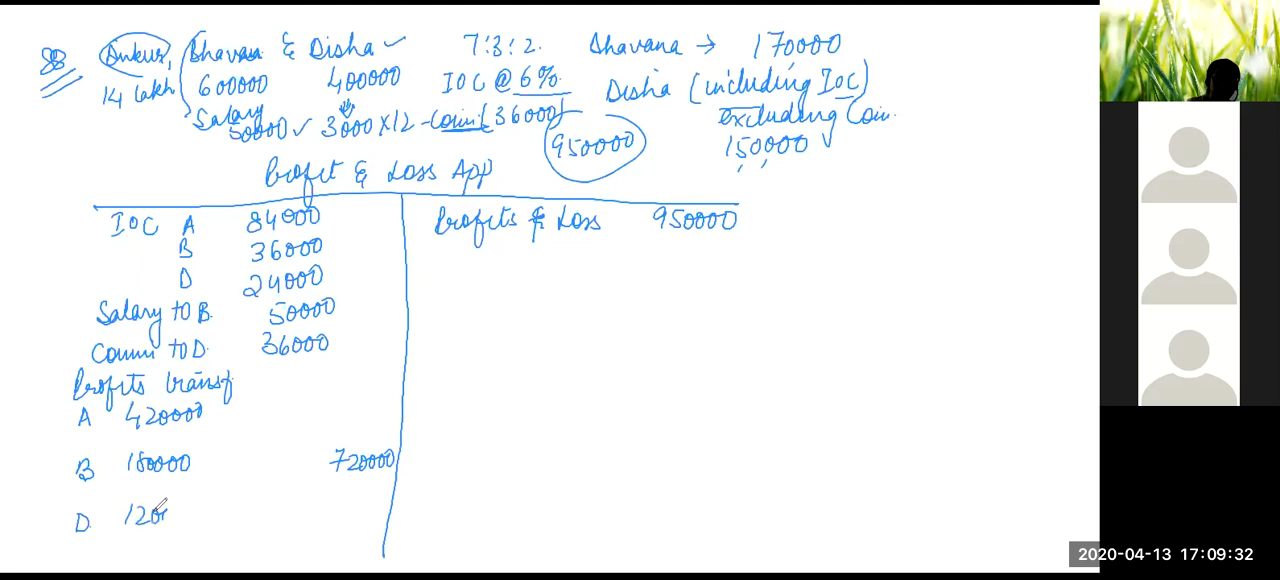 38 Ankur, Bhavana & Disha 7:3:2. Bhavana → 170000
14 lakh 600000 400000 IOC @ 6% Disha (including IOC)
Salary excluding Com.
50000 3000 x 12 - Comm (36000) 950000 150000
Profit & Loss App
IOC A 84000 Profits & Loss 950000
B 36000
D 24000
Salary to B. 50000
Comm to D. 36000
Profits transf
A 420000
B 180000 720000
D. 120
2020-04-13 17:09:32